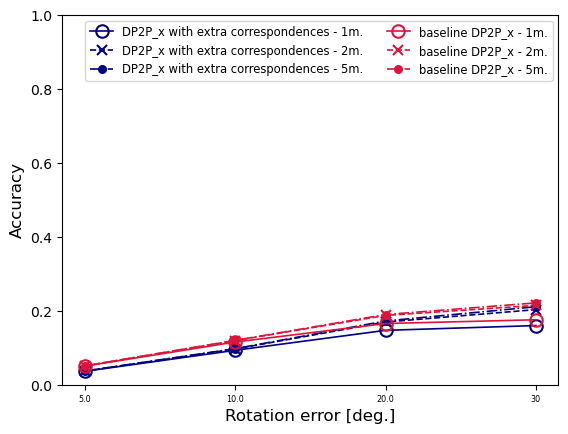 DP2P_x with extra correspondences - 1m.
DP2P_x with extra correspondences - 2m.
DP2P_x with extra correspondences - 5m.
baseline DP2P_x - 1m.
baseline DP2P_x - 2m.
baseline DP2P_x - 5m.
1.0
0.8
0.6
0.4
0.2
0.0
Accuracy
5.0 10.0 20.0 30
Rotation error [deg.]